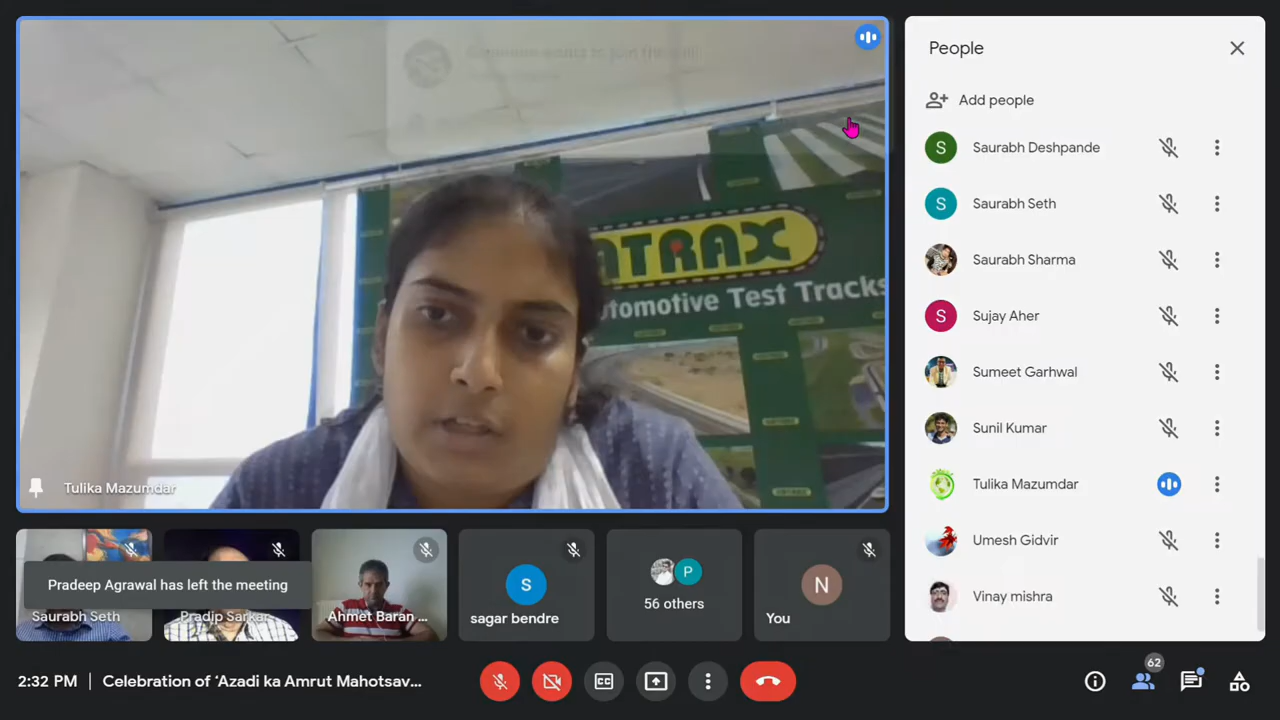 ATRAX
utomotive Test Tracks
Tulika Mazumdar
Pradeep Agrawal has left the meeting
Saurabh Seth
Pradip Sarkar
Ahmet Baran ...
S
sagar bendre
P
56 others
N
You
People
Add people
S
Saurabh Deshpande
S
Saurabh Seth
Saurabh Sharma
S
Sujay Aher
Sumeet Garhwal
Sunil Kumar
Tulika Mazumdar
Umesh Gidvir
Vinay mishra
2:32 PM | Celebration of ‘Azadi ka Amrut Mahotsav...
62